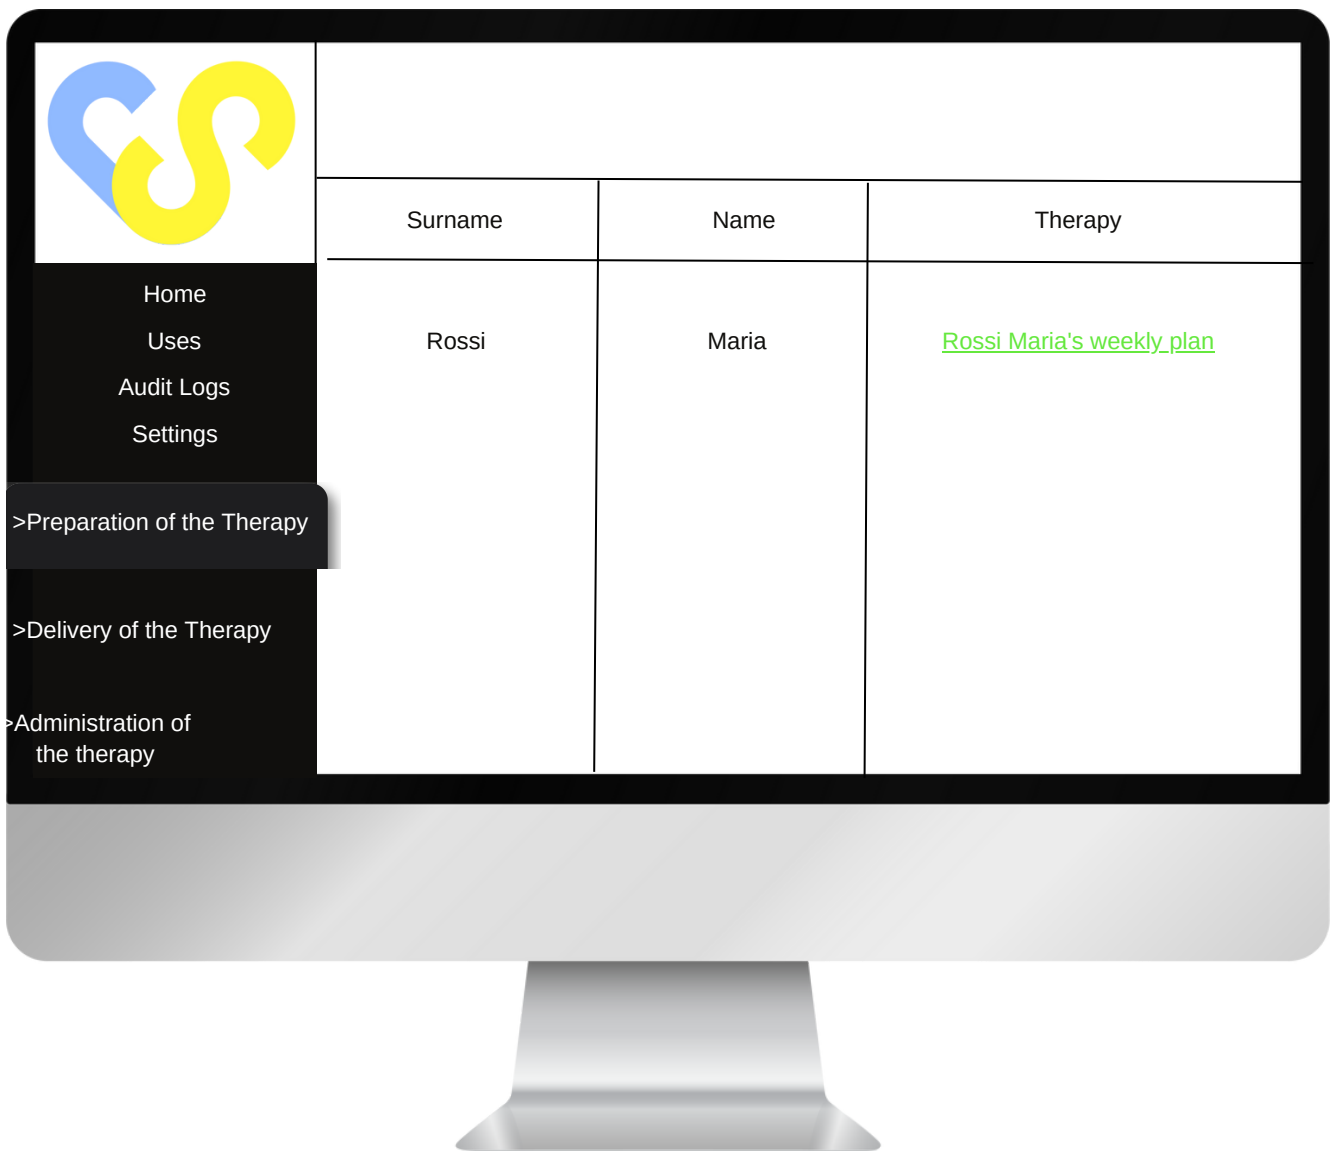 Surname Name Therapy
Home
Uses
Rossi Maria Rossi Maria's weekly plan
Audit Logs
Settings
>Preparation of the Therapy
>Delivery of the Therapy
>Administration of
the therapy